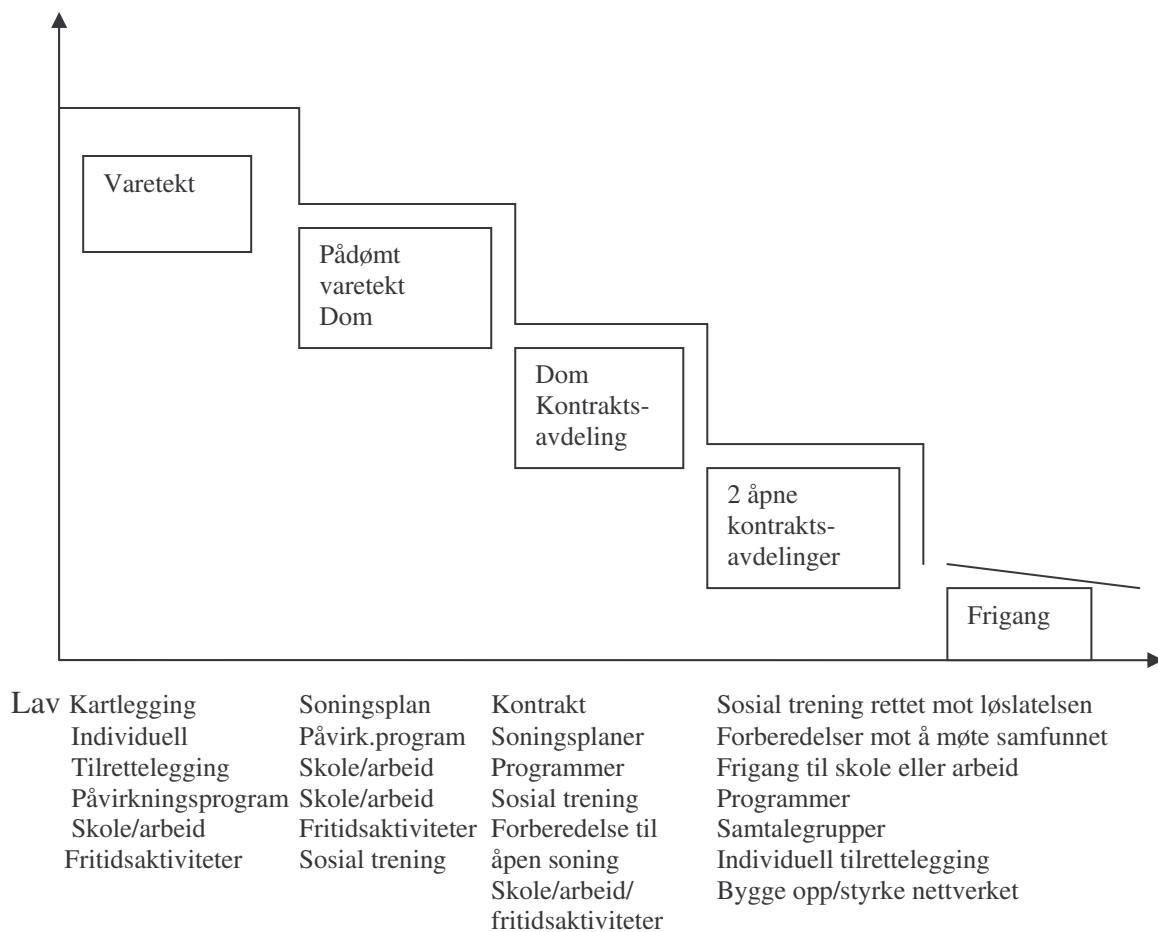 Varetekt
Pådømt
varetekt
Dom
Dom
Kontrakts-
avdeling
2 åpne
kontrakts-
avdelinger
Frigang
Lav Kartlegging
Individuell
Tilrettelegging
Påvirkningsprogram
Skole/arbeid
Fritidsaktiviteter
Soningsplan
Påvirk.program
Skole/arbeid
Skole/arbeid
Fritidsaktiviteter
Sosial trening
Kontrakt
Soningsplaner
Programmer
Sosial trening
Forberedelse til
åpen soning
Skole/arbeid/
fritidsaktiviteter
Sosial trening rettet mot løslatelsen
Forberedelser mot å møte samfunnet
Frigang til skole eller arbeid
Programmer
Samtalegrupper
Individuell tilrettelegging
Bygge opp/styrke nettverket